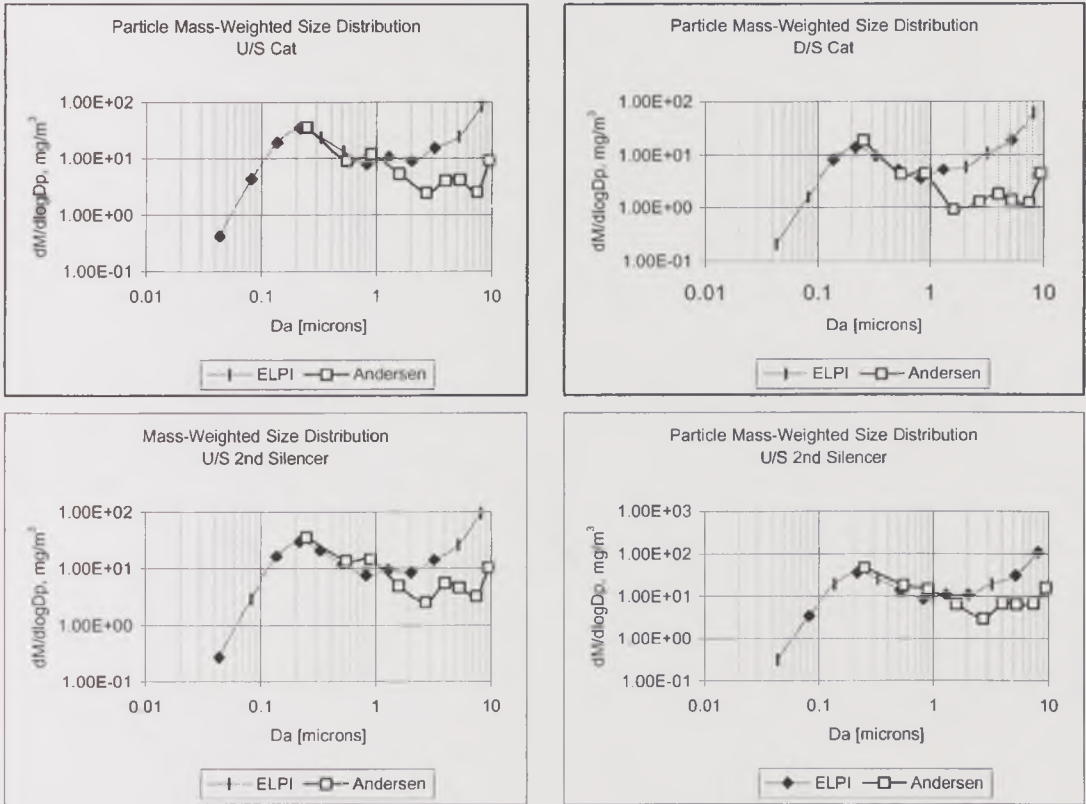 Particle Mass-Weighted Size Distribution
U/S Cat
dM/dlogDp, mg/m³
1.00E+02
1.00E+01
1.00E+00
1.00E-01
0.01 0.1 1 10
Da [microns]
ELPI Andersen
Particle Mass-Weighted Size Distribution
D/S Cat
dM/dlogDp, mg/m³
1.00E+02
1.00E+01
1.00E+00
1.00E-01
0.01 0.1 1 10
Da [microns]
ELPI Andersen
Mass-Weighted Size Distribution
U/S 2nd Silencer
dM/dlogDp, mg/m³
1.00E+02
1.00E+01
1.00E+00
1.00E-01
0.01 0.1 1 10
Da [microns]
ELPI Andersen
Particle Mass-Weighted Size Distribution
U/S 2nd Silencer
dM/dlogDp, mg/m³
1.00E+03
1.00E+02
1.00E+01
1.00E+00
1.00E-01
0.01 0.1 1 10
Da [microns]
ELPI Andersen